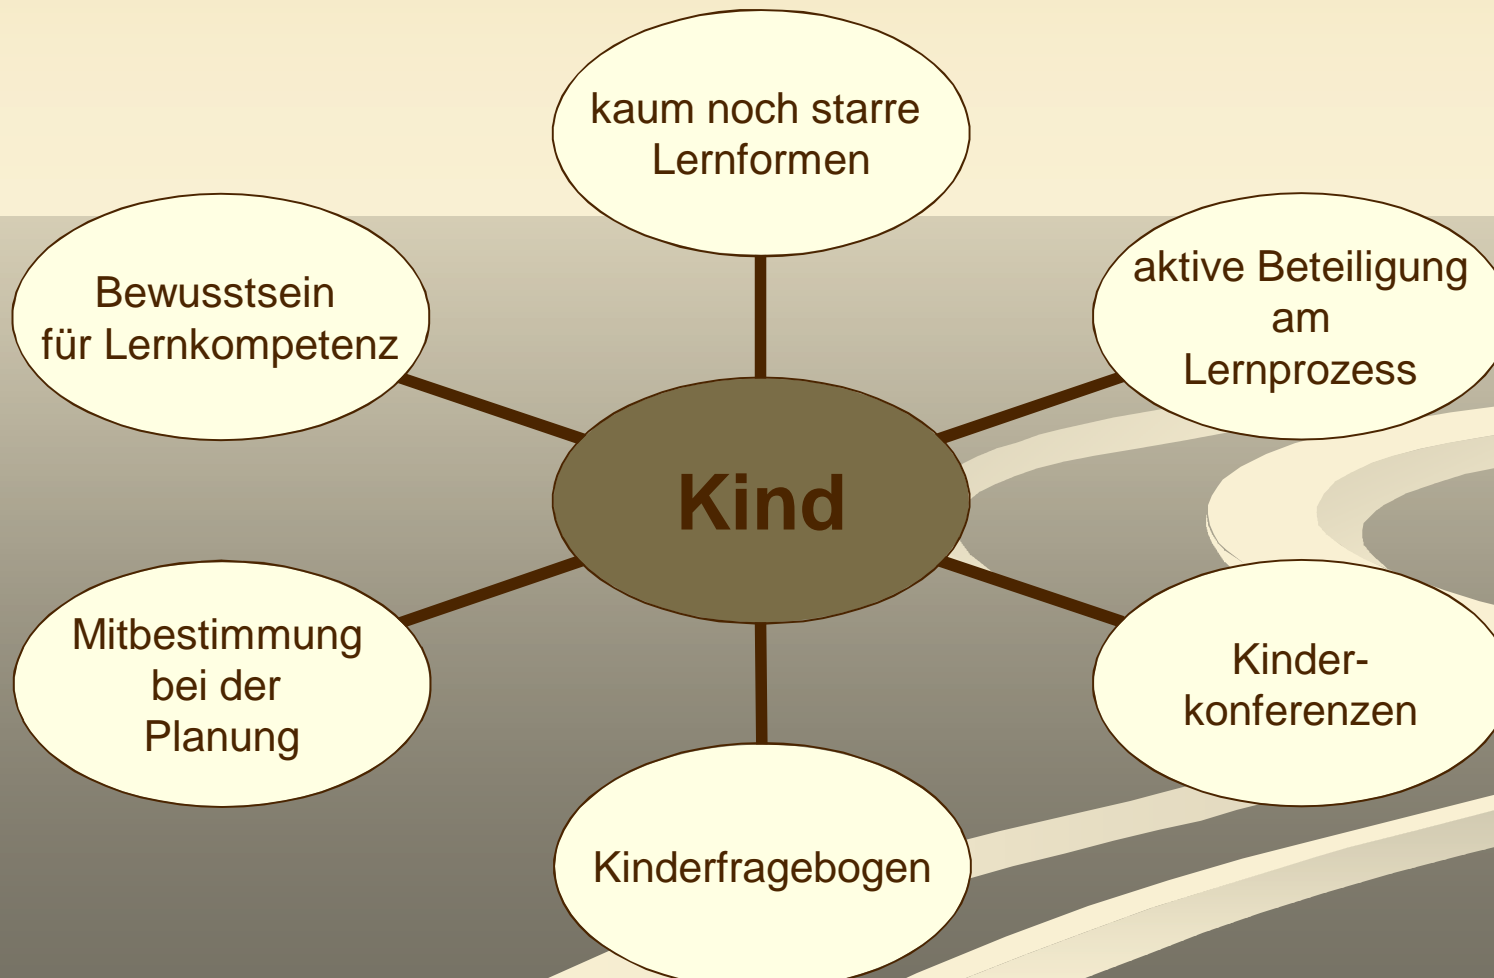 kaum noch starre
Lernformen
Bewusstsein
für Lernkompetenz
aktive Beteiligung
am
Lernprozess
Kind
Mitbestimmung
bei der
Planung
Kinder-
konferenzen
Kinderfragebogen